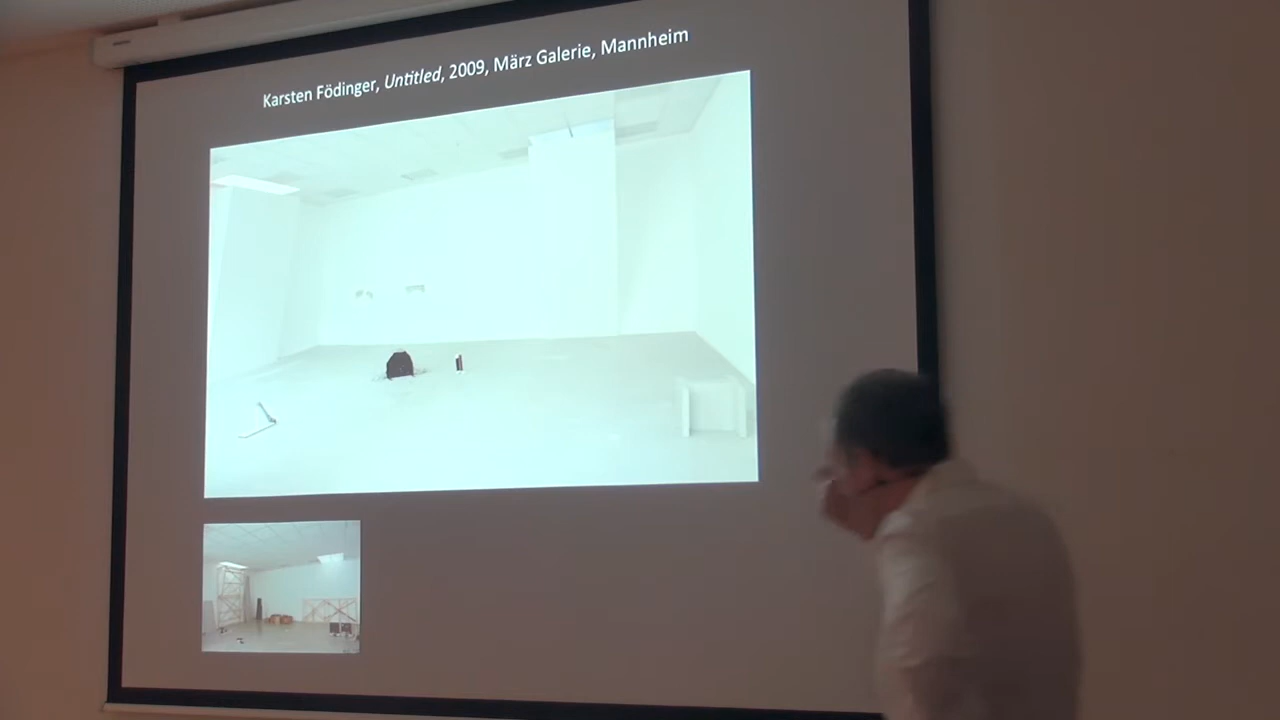 Karsten Födinger, Untitled, 2009, März Galerie, Mannheim